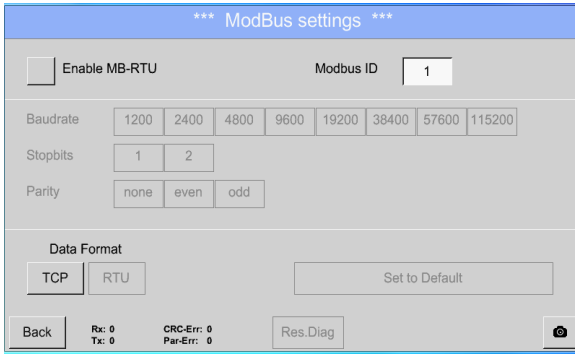 *** ModBus settings ***
Enable MB-RTU Modbus ID 1
Baudrate 1200 2400 4800 9600 19200 38400 57600 115200
Stopbits 1 2
Parity none even odd
Data Format
TCP RTU Set to Default
Back Rx: 0 CRC-Err: 0 Res.Diag
Tx: 0 Par-Err: 0